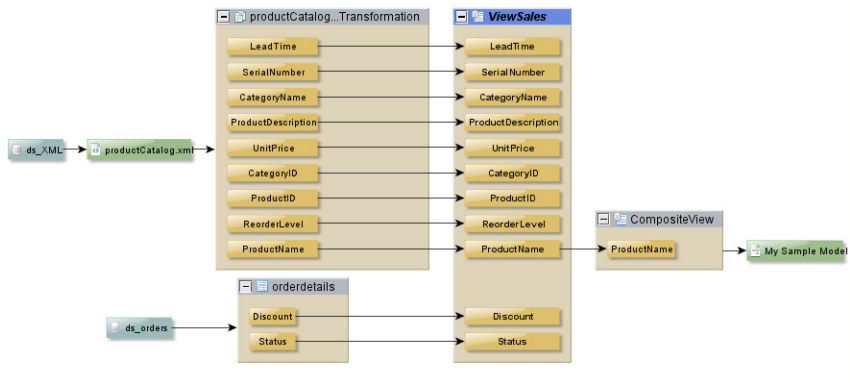 productCatalog...Transformation
ViewSales
LeadTime
LeadTime
SerialNumber
SerialNumber
CategoryName
CategoryName
ProductDescription
ProductDescription
ds_XML
productCatalog.xml
UnitPrice
UnitPrice
CategoryID
CategoryID
ProductID
ProductID
ReorderLevel
ReorderLevel
ProductName
ProductName
CompositeView
ProductName
My Sample Model
orderdetails
ds_orders
Discount
Discount
Status
Status